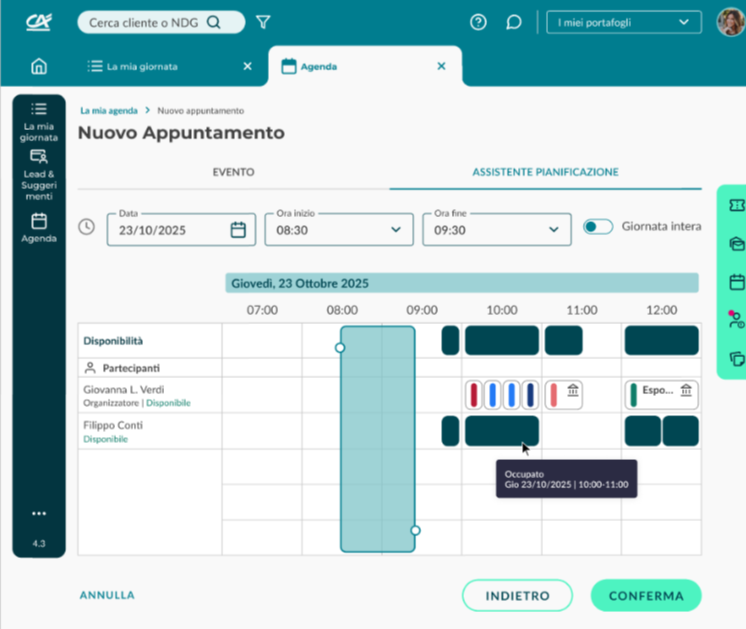 CA
Cerca cliente o NDG
I miei portafogli
La mia giornata
Agenda
La mia giornata
Lead & Suggeri menti
Agenda
4.3
La mia agenda > Nuovo appuntamento
Nuovo Appuntamento
EVENTO
ASSISTENTE PIANIFICAZIONE
Data
23/10/2025
Ora inizio
08:30
Ora fine
09:30
Giornata intera
Giovedì, 23 Ottobre 2025
07:00 08:00 09:00 10:00 11:00 12:00
Disponibilità
Partecipanti
Giovanna L. Verdi
Organizzatore | Disponibile
Espo...
Filippo Conti
Disponibile
Occupato
Gio 23/10/2025 | 10:00-11:00
ANNULLA
INDIETRO
CONFERMA